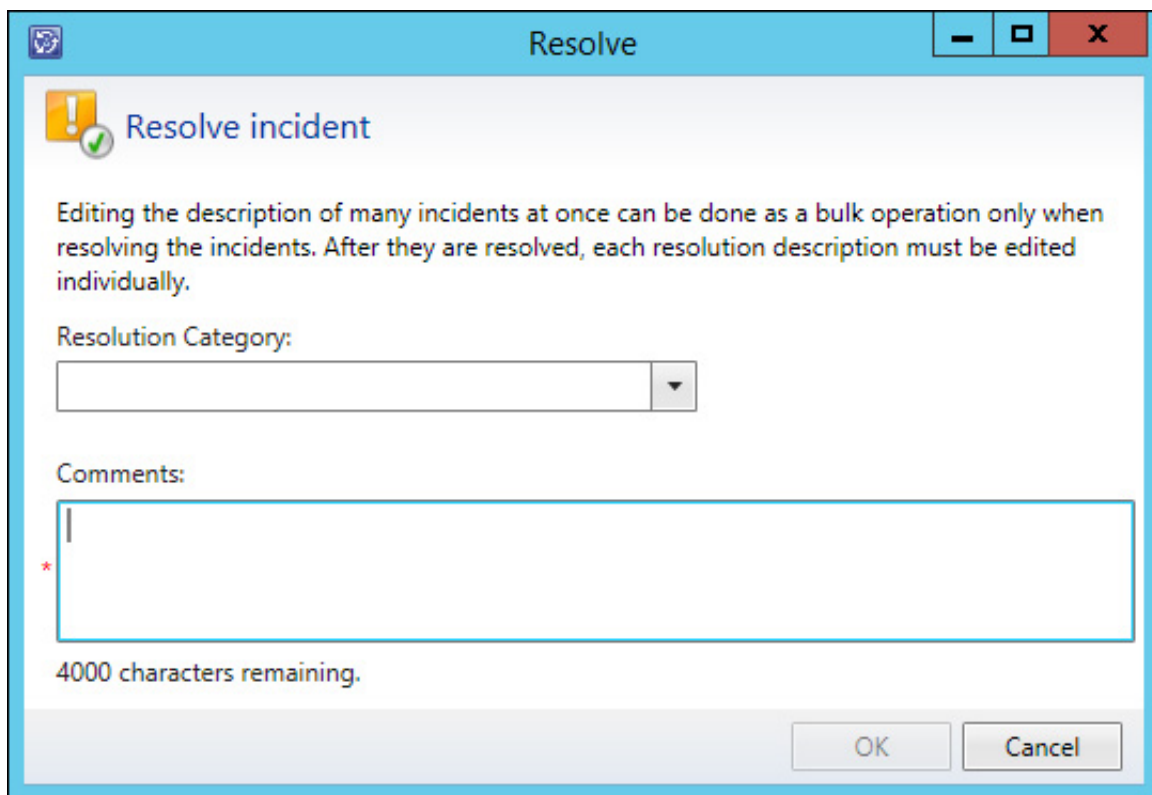 Resolve
Resolve incident
Editing the description of many incidents at once can be done as a bulk operation only when
resolving the incidents. After they are resolved, each resolution description must be edited
individually.
Resolution Category:
Comments:
*
4000 characters remaining.
OK
Cancel